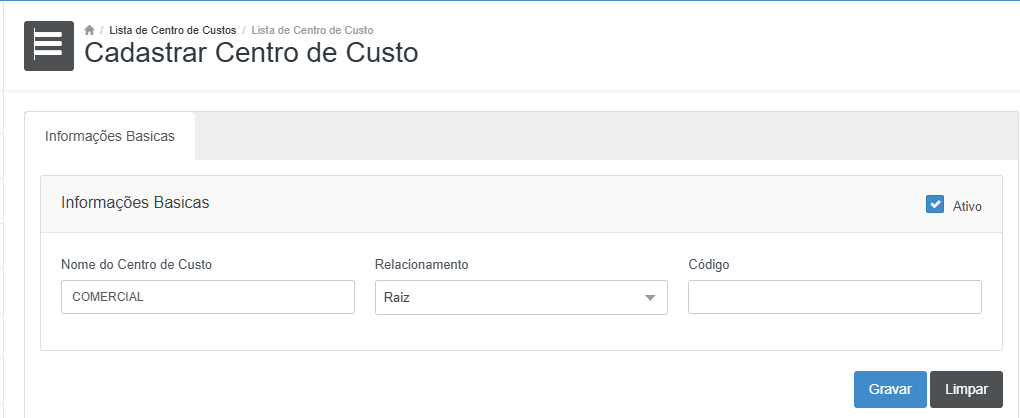 / Lista de Centro de Custos / Lista de Centro de Custo
Cadastrar Centro de Custo
Informações Basicas
Informações Basicas
Ativo
Nome do Centro de Custo
Relacionamento
Código
COMERCIAL
Raiz
Gravar
Limpar